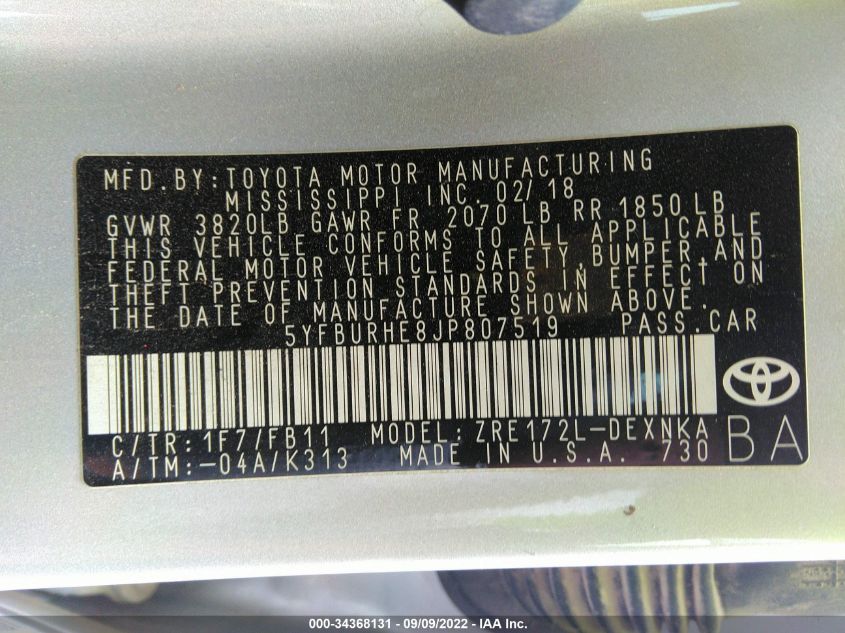 MFD.BY:TOYOTA MOTOR MANUFACTURING
MISSISSIPPI INC. 02/18
GVWR 3820LB GAWR FR 2070LB RR 1850LB
THIS VEHICLE CONFORMS TO ALL APPLICABLE
FEDERAL MOTOR VEHICLE SAFETY,BUMPER,AND
THEFT PREVENTION STANDARDS IN EFFECT ON
THE DATE OF MANUFACTURE SHOWN ABOVE.
5YFBURHE8JP807519 PASS.CAR
C/TR:1F7/FB11 MODEL:ZRE172L-DEXNKA
A/TM:-04A/K313 MADE IN U.S.A. 730
BA
000-34368131 - 09/09/2022 - IAA Inc.